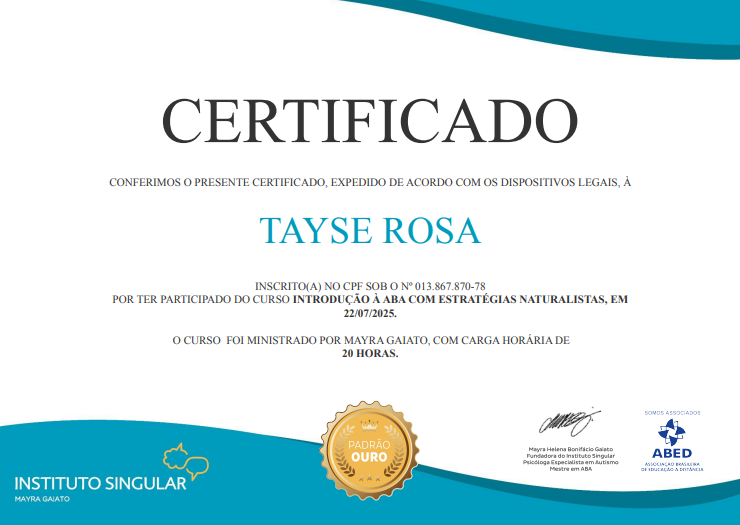 CERTIFICADO
CONFERIMOS O PRESENTE CERTIFICADO, EXPEDIDO DE ACORDO COM OS DISPOSITIVOS LEGAIS, À
TAYSE ROSA
INSCRITO(A) NO CPF SOB O Nº 013.867.870-78
POR TER PARTICIPADO DO CURSO INTRODUÇÃO À ABA COM ESTRATÉGIAS NATURALISTAS, EM
22/07/2025.
O CURSO FOI MINISTRADO POR MAYRA GAIATO, COM CARGA HORÁRIA DE
20 HORAS.
INSTITUTO SINGULAR
MAYRA GAIATO
PADRÃO
OURO
Mayra Helena Bonifácio Gaiato
Fundadora do Instituto Singular
Psicóloga Especialista em Autismo
Mestre em ABA
SOMOS ASSOCIADOS
ABED
ASSOCIAÇÃO BRASILEIRA
DE EDUCAÇÃO A DISTÂNCIA